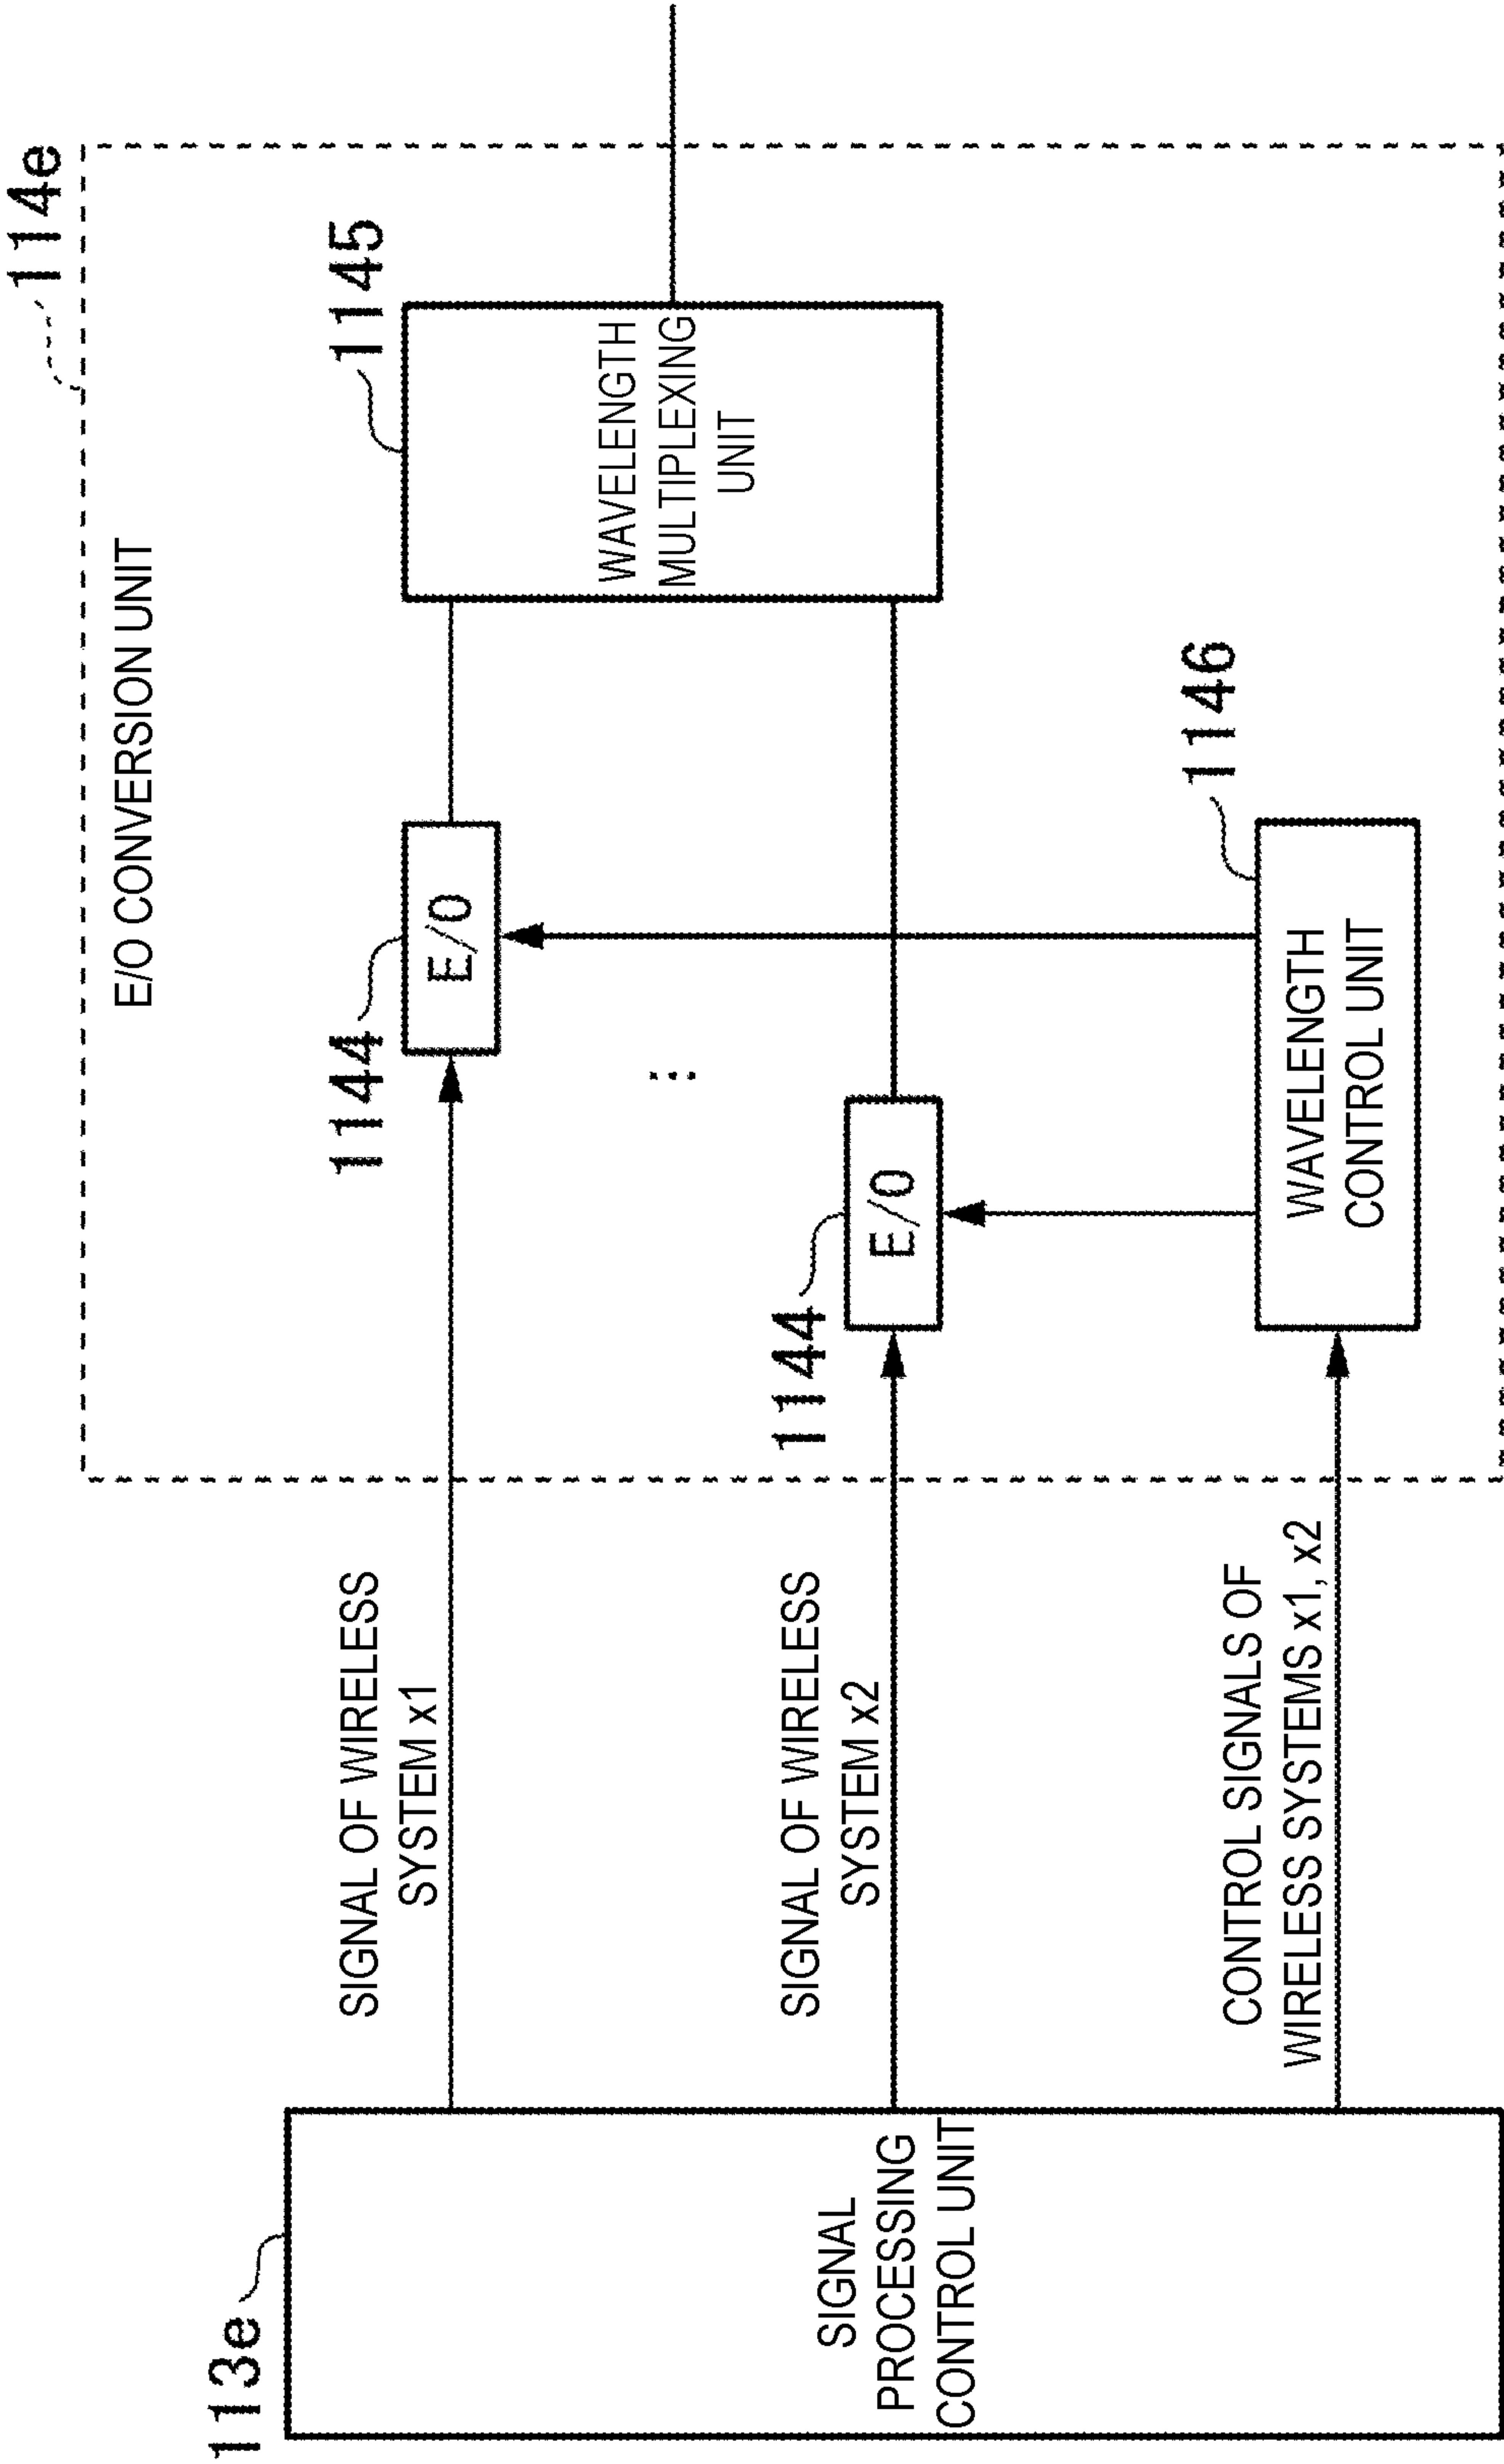 114e
E/O CONVERSION UNIT
113e
SIGNAL
PROCESSING
CONTROL UNIT
SIGNAL OF WIRELESS
SYSTEM x1
1144
E/O
1145
WAVELENGTH
MULTIPLEXING
UNIT
⋮
SIGNAL OF WIRELESS
SYSTEM x2
1144
E/O
CONTROL SIGNALS OF
WIRELESS SYSTEMS x1, x2
1146
WAVELENGTH
CONTROL UNIT